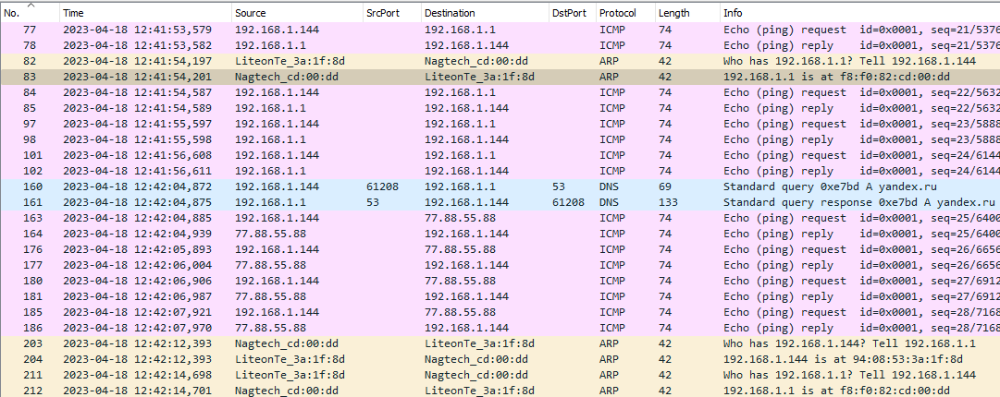 No. Time Source SrcPort Destination DstPort Protocol Length Info
77 2023-04-18 12:41:53,579 192.168.1.144 192.168.1.1 ICMP 74 Echo (ping) request id=0x0001, seq=21/5376
78 2023-04-18 12:41:53,582 192.168.1.1 192.168.1.144 ICMP 74 Echo (ping) reply id=0x0001, seq=21/5376
82 2023-04-18 12:41:54,197 LiteonTe_3a:1f:8d Nagtech_cd:00:dd ARP 42 Who has 192.168.1.1? Tell 192.168.1.144
83 2023-04-18 12:41:54,201 Nagtech_cd:00:dd LiteonTe_3a:1f:8d ARP 42 192.168.1.1 is at f8:f0:82:cd:00:dd
84 2023-04-18 12:41:54,587 192.168.1.144 192.168.1.1 ICMP 74 Echo (ping) request id=0x0001, seq=22/5632
85 2023-04-18 12:41:54,589 192.168.1.1 192.168.1.144 ICMP 74 Echo (ping) reply id=0x0001, seq=22/5632
97 2023-04-18 12:41:55,597 192.168.1.144 192.168.1.1 ICMP 74 Echo (ping) request id=0x0001, seq=23/5888
98 2023-04-18 12:41:55,598 192.168.1.1 192.168.1.144 ICMP 74 Echo (ping) reply id=0x0001, seq=23/5888
101 2023-04-18 12:41:56,608 192.168.1.144 192.168.1.1 ICMP 74 Echo (ping) request id=0x0001, seq=24/6144
102 2023-04-18 12:41:56,611 192.168.1.1 192.168.1.144 ICMP 74 Echo (ping) reply id=0x0001, seq=24/6144
160 2023-04-18 12:42:04,872 192.168.1.144 61208 192.168.1.1 53 DNS 69 Standard query 0xe7bd A yandex.ru
161 2023-04-18 12:42:04,875 192.168.1.1 53 192.168.1.144 61208 DNS 133 Standard query response 0xe7bd A yandex.ru
163 2023-04-18 12:42:04,885 192.168.1.144 77.88.55.88 ICMP 74 Echo (ping) request id=0x0001, seq=25/6400
164 2023-04-18 12:42:04,939 77.88.55.88 192.168.1.144 ICMP 74 Echo (ping) reply id=0x0001, seq=25/6400
176 2023-04-18 12:42:05,893 192.168.1.144 77.88.55.88 ICMP 74 Echo (ping) request id=0x0001, seq=26/6656
177 2023-04-18 12:42:06,004 77.88.55.88 192.168.1.144 ICMP 74 Echo (ping) reply id=0x0001, seq=26/6656
180 2023-04-18 12:42:06,906 192.168.1.144 77.88.55.88 ICMP 74 Echo (ping) request id=0x0001, seq=27/6912
181 2023-04-18 12:42:06,987 77.88.55.88 192.168.1.144 ICMP 74 Echo (ping) reply id=0x0001, seq=27/6912
185 2023-04-18 12:42:07,921 192.168.1.144 77.88.55.88 ICMP 74 Echo (ping) request id=0x0001, seq=28/7168
186 2023-04-18 12:42:07,970 77.88.55.88 192.168.1.144 ICMP 74 Echo (ping) reply id=0x0001, seq=28/7168
203 2023-04-18 12:42:12,393 Nagtech_cd:00:dd LiteonTe_3a:1f:8d ARP 42 Who has 192.168.1.144? Tell 192.168.1.1
204 2023-04-18 12:42:12,393 LiteonTe_3a:1f:8d Nagtech_cd:00:dd ARP 42 192.168.1.144 is at 94:08:53:3a:1f:8d
211 2023-04-18 12:42:14,698 LiteonTe_3a:1f:8d Nagtech_cd:00:dd ARP 42 Who has 192.168.1.1? Tell 192.168.1.144
212 2023-04-18 12:42:14,701 Nagtech_cd:00:dd LiteonTe_3a:1f:8d ARP 42 192.168.1.1 is at f8:f0:82:cd:00:dd